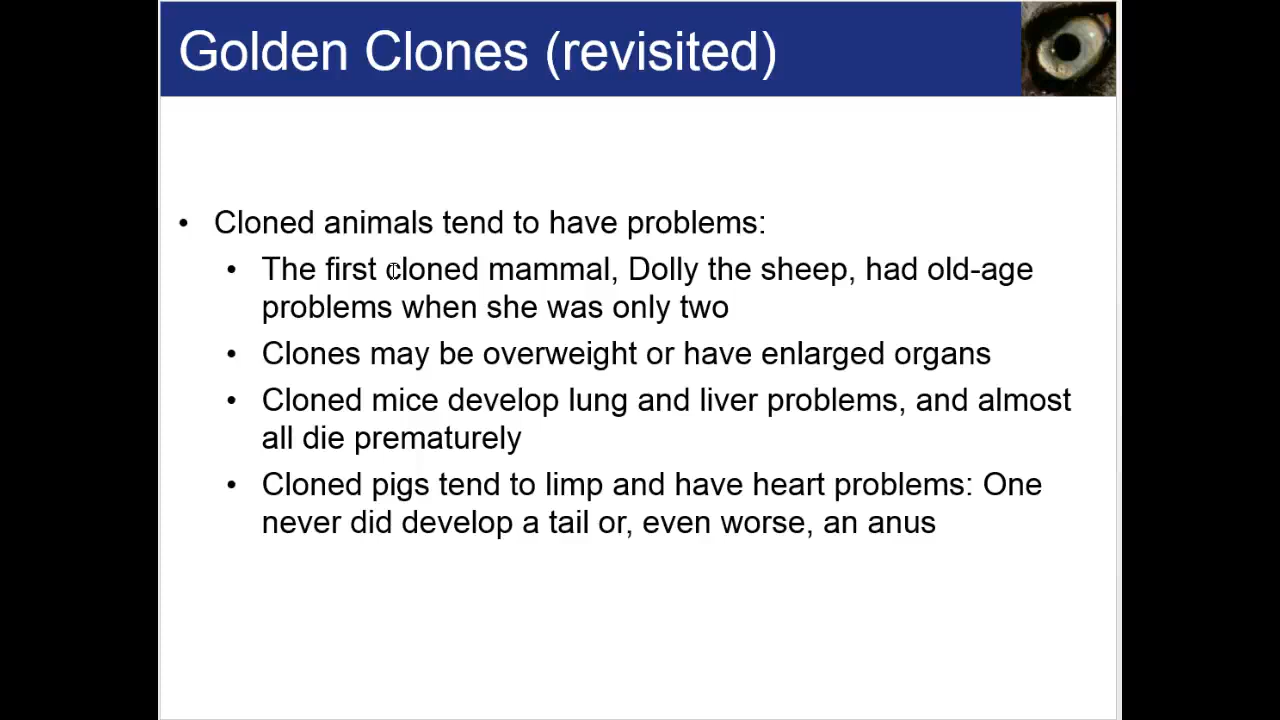 Golden Clones (revisited)
• Cloned animals tend to have problems:
• The first cloned mammal, Dolly the sheep, had old-age
problems when she was only two
• Clones may be overweight or have enlarged organs
• Cloned mice develop lung and liver problems, and almost
all die prematurely
• Cloned pigs tend to limp and have heart problems: One
never did develop a tail or, even worse, an anus